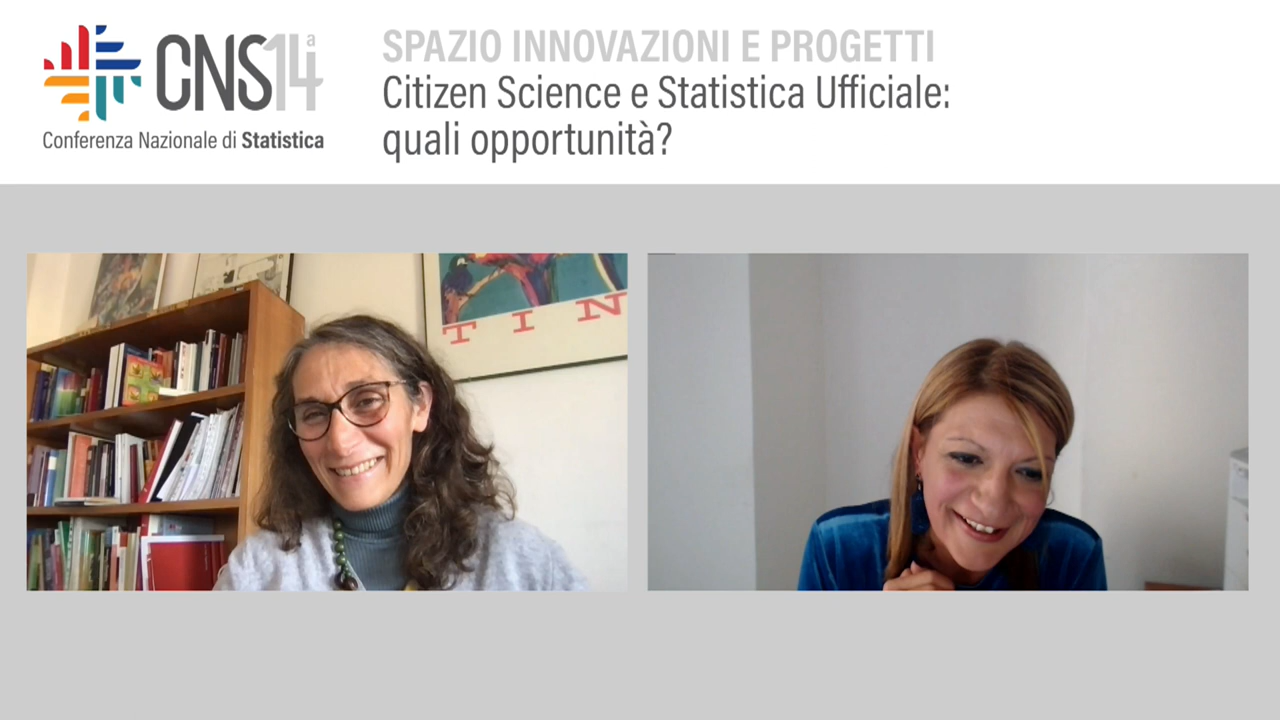 CNS14ª
Conferenza Nazionale di Statistica
SPAZIO INNOVAZIONI E PROGETTI
Citizen Science e Statistica Ufficiale:
quali opportunità?
TIN